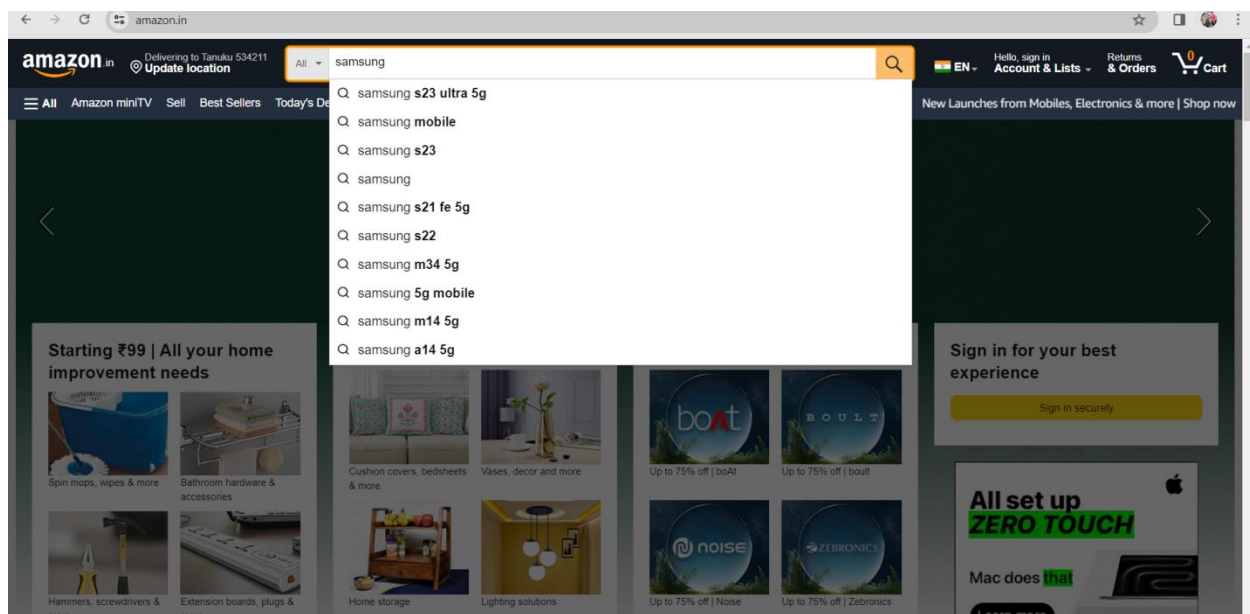 amazon.in
amazon.in
Delivering to Tanuku 534211
Update location
All
samsung
EN
Hello, sign in
Account & Lists
Returns
& Orders
0
Cart
All
Amazon miniTV
Sell
Best Sellers
Today's De
New Launches from Mobiles, Electronics & more | Shop now
samsung s23 ultra 5g
samsung mobile
samsung s23
samsung
samsung s21 fe 5g
samsung s22
samsung m34 5g
samsung 5g mobile
samsung m14 5g
samsung a14 5g
Starting ₹99 | All your home
improvement needs
Spin mops, wipes & more
Bathroom hardware &
accessories
Hammers, screwdrivers &
Extension boards, plugs &
Cushion covers, bedsheets
& more
Vases, decor and more
Home storage
Lighting solutions
boAt
BOULT
Up to 75% off | boAt
Up to 75% off | boult
noise
ZEBRONICS
Up to 75% off | Noise
Up to 75% off | Zebronics
Sign in for your best
experience
Sign in securely
All set up
ZERO TOUCH
Mac does that
Learn more